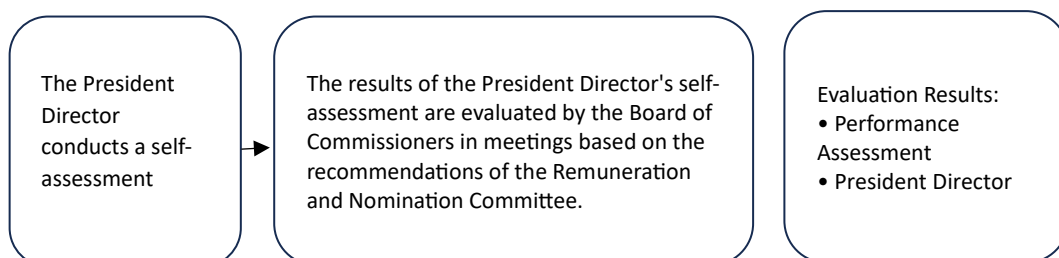 The President
Director
conducts a self-
assessment
The results of the President Director's self-
assessment are evaluated by the Board of
Commissioners in meetings based on the
recommendations of the Remuneration
and Nomination Committee.
Evaluation Results:
• Performance
Assessment
• President Director